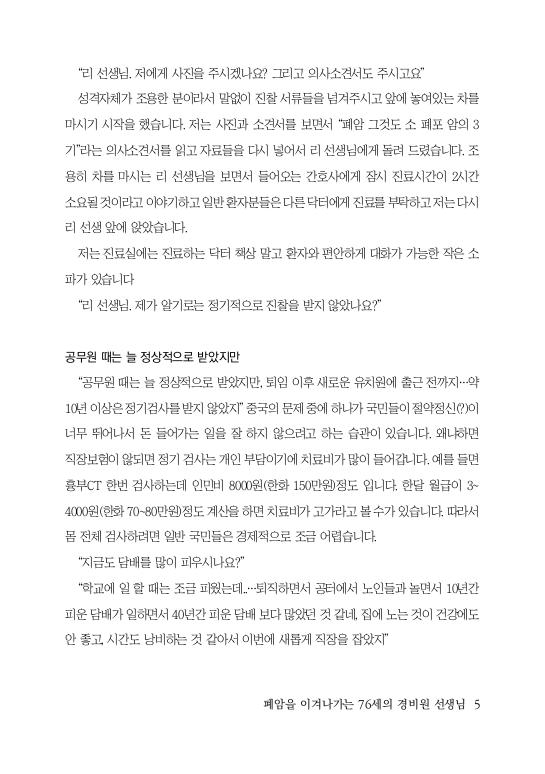 “리 선생님. 저에게 사진을 주시겠나요? 그리고 의사소견서도 주시고요”
성격자체가 조용한 분이라서 말없이 진찰 서류들을 넘겨주시고 앞에 놓여있는 차를
마시기 시작을 했습니다. 저는 사진과 소견서를 보면서 “폐암 그것도 소 폐포 암의 3
기”라는 의사소견서를 읽고 자료들을 다시 넣어서 리 선생님에게 돌려 드렸습니다. 조
용히 차를 마시는 리 선생님을 보면서 들어오는 간호사에게 잠시 진료시간이 2시간
소요될 것이라고 이야기하고 일반 환자분들은 다른 닥터에게 진료를 부탁하고 저는 다시
리 선생 앞에 앉았습니다.
저는 진료실에는 진료하는 닥터 책상 말고 환자와 편안하게 대화가 가능한 작은 소
파가 있습니다
“리 선생님. 제가 알기로는 정기적으로 진찰을 받지 않았나요?”
공무원 때는 늘 정상적으로 받았지만
“공무원 때는 늘 정상적으로 받았지만, 퇴임 이후 새로운 유치원에 출근 전까지…약
10년 이상은 정기검사를 받지 않았지” 중국의 문제 중에 하나가 국민들이 절약정신(?)이
너무 뛰어나서 돈 들어가는 일을 잘 하지 않으려고 하는 습관이 있습니다. 왜냐하면
직장보험이 않되면 정기 검사는 개인 부담이기에 치료비가 많이 들어갑니다. 예를 들면
흉부CT 한번 검사하는데 인민비 8000원(한화 150만원)정도 입니다. 한달 월급이 3~
4000원(한화 70~80만원)정도 계산을 하면 치료비가 고가라고 볼 수가 있습니다. 따라서
몸 전체 검사하려면 일반 국민들은 경제적으로 조금 어렵습니다.
“지금도 담배를 많이 피우시나요?”
“학교에 일 할 때는 조금 피웠는데..…퇴직하면서 공터에서 노인들과 놀면서 10년간
피운 담배가 일하면서 40년간 피운 담배 보다 많았던 것 같네, 집에 노는 것이 건강에도
안 좋고, 시간도 낭비하는 것 같아서 이번에 새롭게 직장을 잡았지”
폐암을 이겨나가는 76세의 경비원 선생님 5